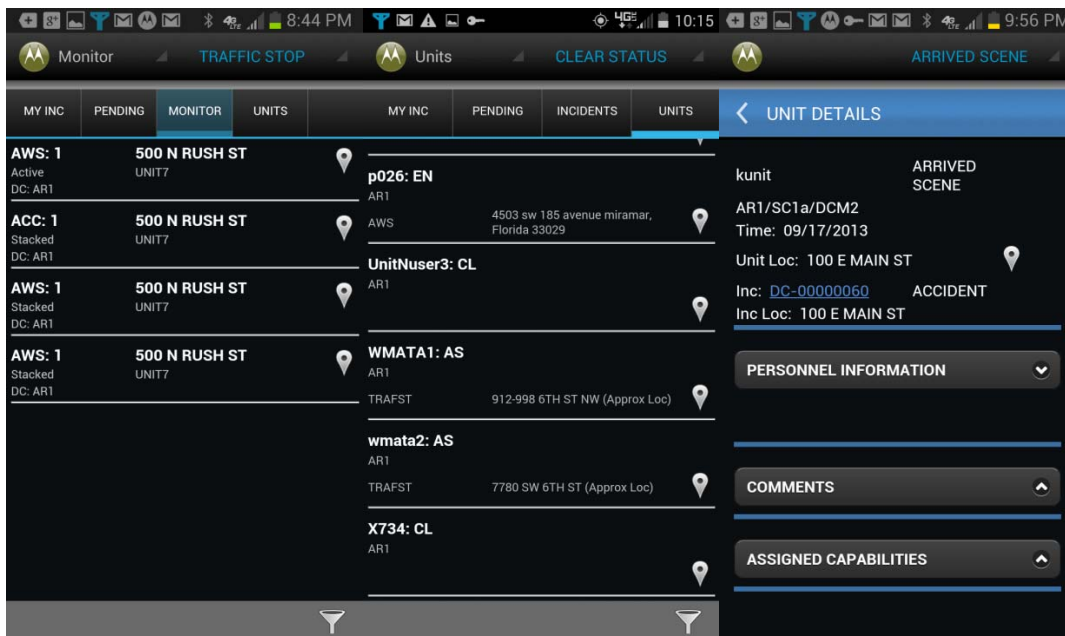 8:44 PM
Monitor TRAFFIC STOP
MY INC PENDING MONITOR UNITS
AWS: 1 500 N RUSH ST
Active UNIT7
DC: AR1
ACC: 1 500 N RUSH ST
Stacked UNIT7
DC: AR1
AWS: 1 500 N RUSH ST
Stacked UNIT7
DC: AR1
AWS: 1 500 N RUSH ST
Stacked UNIT7
DC: AR1
4G LTE 10:15
Units CLEAR STATUS
MY INC PENDING INCIDENTS UNITS
p026: EN
AR1
AWS 4503 sw 185 avenue miramar,
Florida 33029
UnitNuser3: CL
AR1
WMATA1: AS
AR1
TRAFST 912-998 6TH ST NW (Approx Loc)
wmata2: AS
AR1
TRAFST 7780 SW 6TH ST (Approx Loc)
X734: CL
AR1
9:56 PM
ARRIVED SCENE
UNIT DETAILS
kunit ARRIVED
SCENE
AR1/SC1a/DCM2
Time: 09/17/2013
Unit Loc: 100 E MAIN ST
Inc: DC-00000060 ACCIDENT
Inc Loc: 100 E MAIN ST
PERSONNEL INFORMATION
COMMENTS
ASSIGNED CAPABILITIES